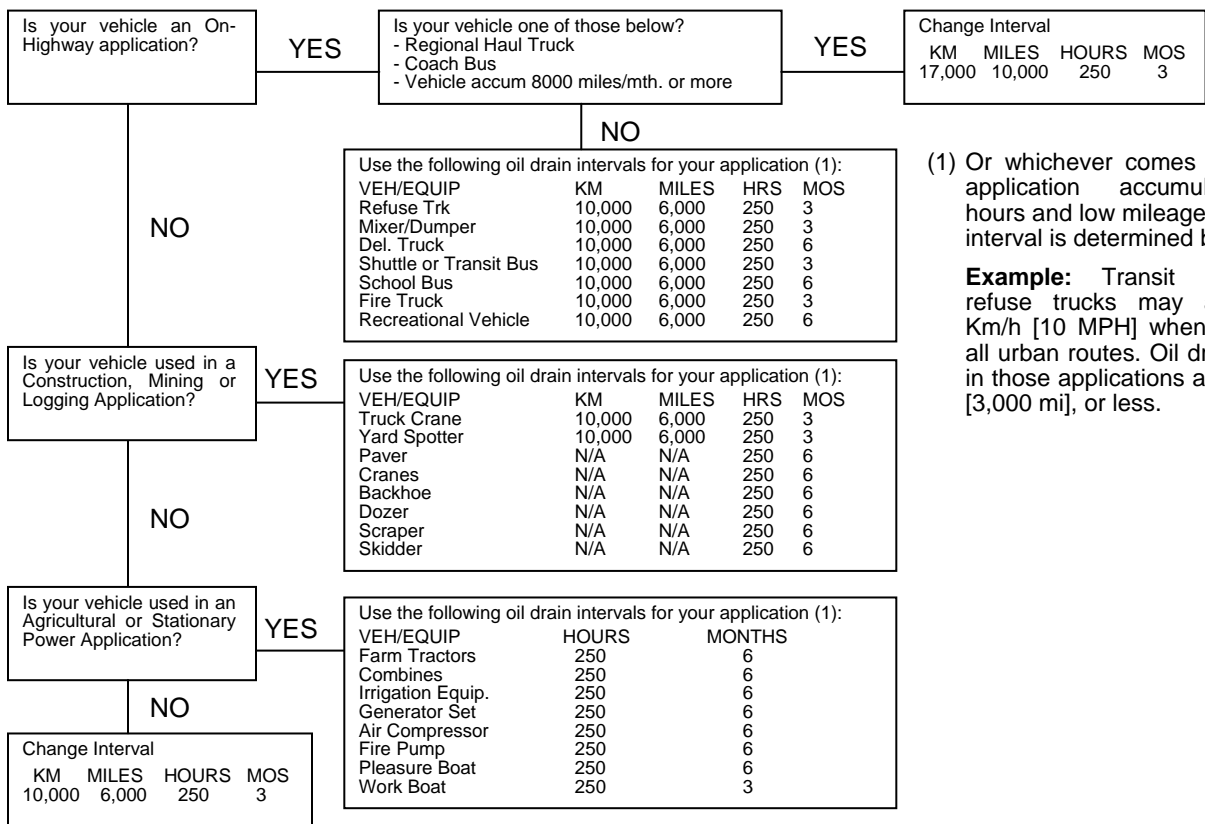 Is your vehicle an On-
Highway application?
YES
Is your vehicle one of those below?
- Regional Haul Truck
- Coach Bus
- Vehicle accum 8000 miles/mth. or more
YES
Change Interval
KM MILES HOURS MOS
17,000 10,000 250 3
NO
Use the following oil drain intervals for your application (1):
VEH/EQUIP KM MILES HRS MOS
Refuse Trk 10,000 6,000 250 3
Mixer/Dumper 10,000 6,000 250 3
Del. Truck 10,000 6,000 250 6
Shuttle or Transit Bus 10,000 6,000 250 3
School Bus 10,000 6,000 250 6
Fire Truck 10,000 6,000 250 3
Recreational Vehicle 10,000 6,000 250 6
(1) Or whichever comes
application accumul
hours and low mileage
interval is determined b
Example: Transit
refuse trucks may a
Km/h [10 MPH] when
all urban routes. Oil dr
in those applications a
[3,000 mi], or less.
NO
Is your vehicle used in a
Construction, Mining or
Logging Application?
YES
Use the following oil drain intervals for your application (1):
VEH/EQUIP KM MILES HRS MOS
Truck Crane 10,000 6,000 250 3
Yard Spotter 10,000 6,000 250 3
Paver N/A N/A 250 6
Cranes N/A N/A 250 6
Backhoe N/A N/A 250 6
Dozer N/A N/A 250 6
Scraper N/A N/A 250 6
Skidder N/A N/A 250 6
NO
Is your vehicle used in an
Agricultural or Stationary
Power Application?
YES
Use the following oil drain intervals for your application (1):
VEH/EQUIP HOURS MONTHS
Farm Tractors 250 6
Combines 250 6
Irrigation Equip. 250 6
Generator Set 250 6
Air Compressor 250 6
Fire Pump 250 6
Pleasure Boat 250 6
Work Boat 250 3
NO
Change Interval
KM MILES HOURS MOS
10,000 6,000 250 3